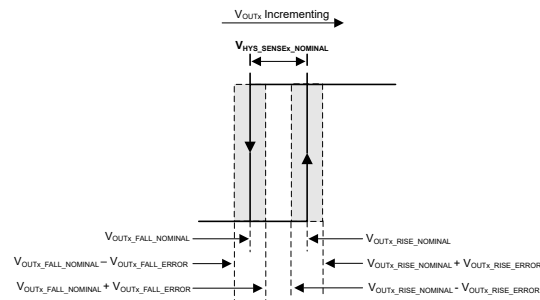 VOUTx Incrementing
VHYS_SENSEx_NOMINAL
VOUTx_FALL_NOMINAL
VOUTx_RISE_NOMINAL
VOUTx_FALL_NOMINAL – VOUTx_FALL_ERROR
VOUTx_RISE_NOMINAL + VOUTx_RISE_ERROR
VOUTx_FALL_NOMINAL + VOUTx_FALL_ERROR
VOUTx_RISE_NOMINAL - VOUTx_RISE_ERROR